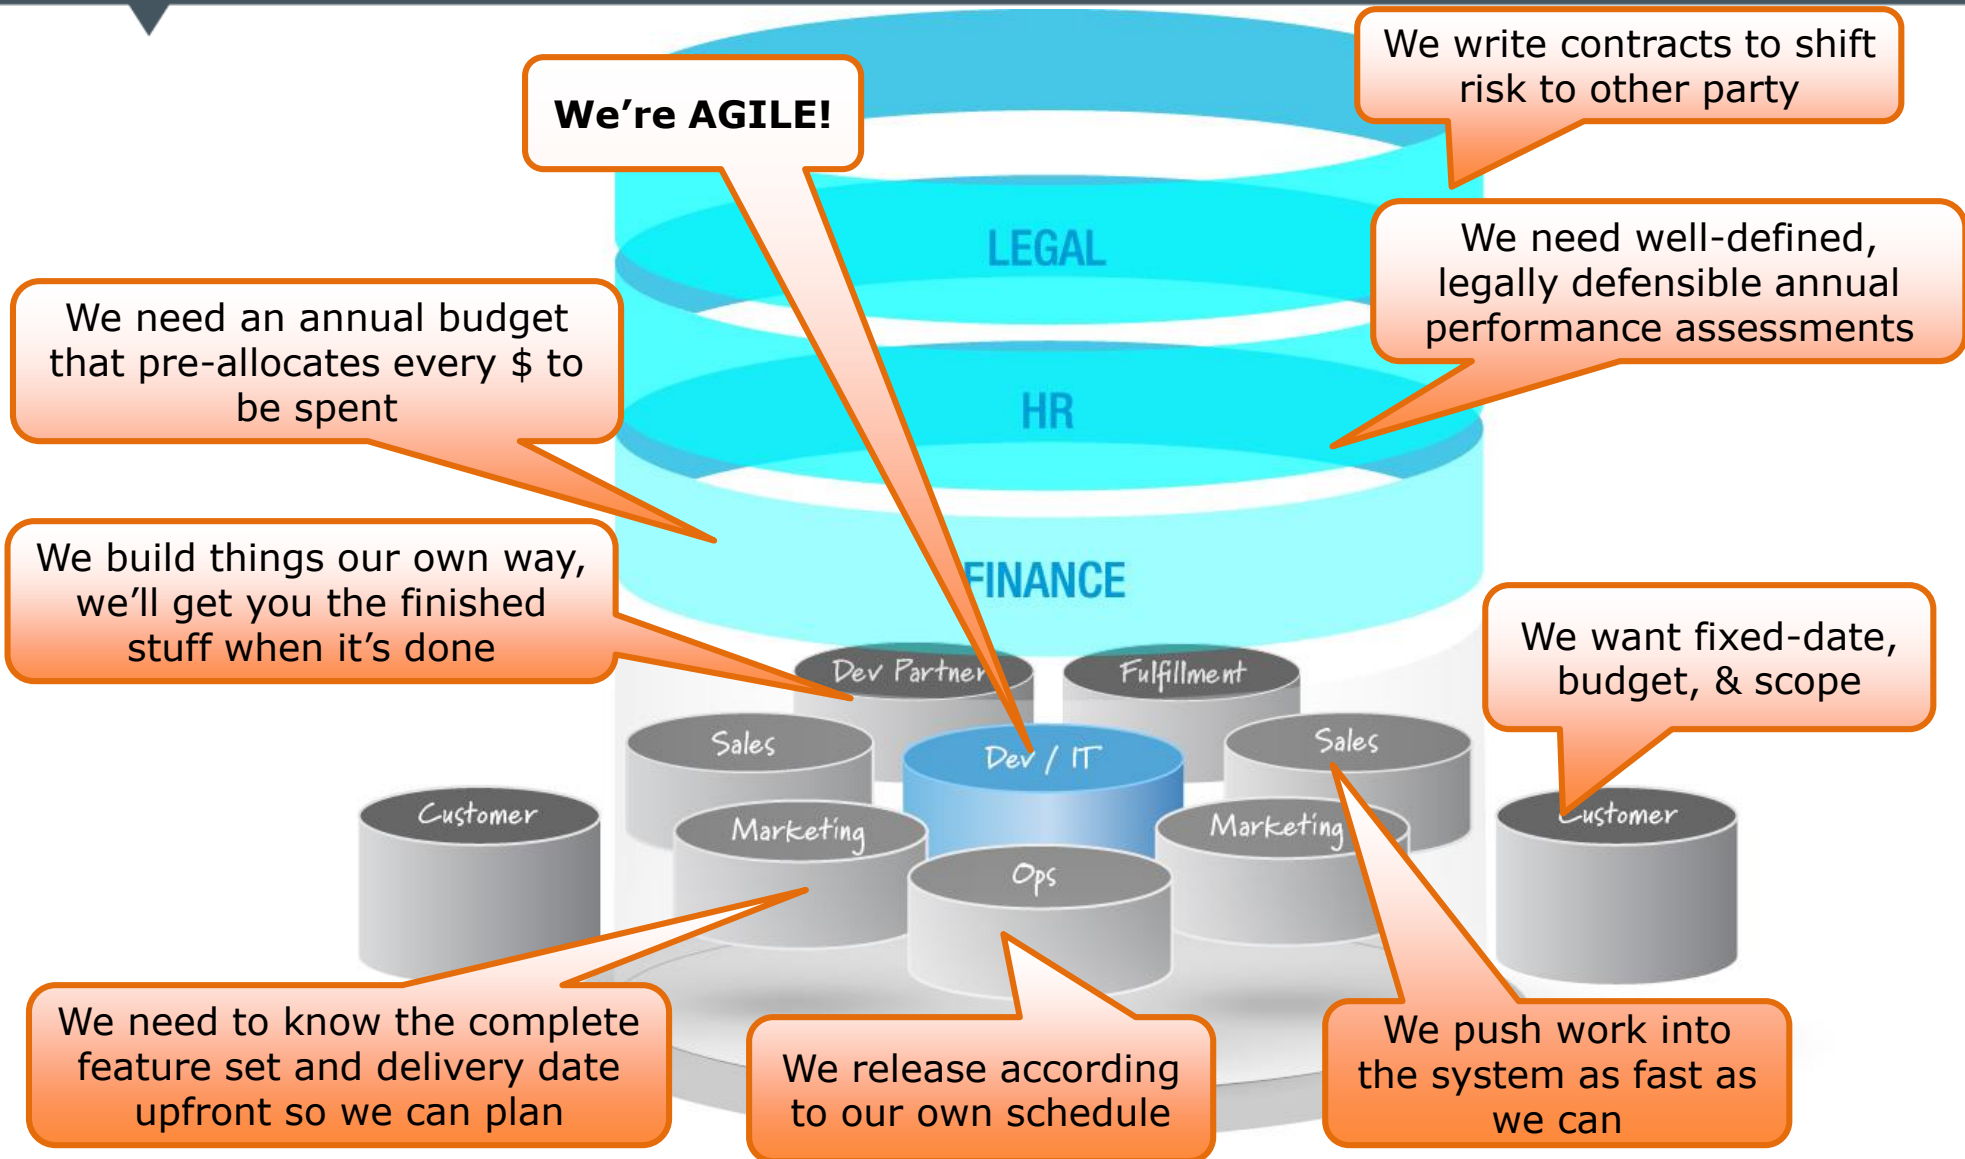 We write contracts to shift
risk to other party
We're AGILE!
LEGAL
We need well-defined,
legally defensible annual
performance assessments
We need an annual budget
that pre-allocates every $ to
be spent
HR
We build things our own way,
we'll get you the finished
stuff when it's done
FINANCE
We want fixed-date,
budget, & scope
Dev Partner
Fulfillment
Sales
Dev / IT
Sales
Customer
Marketing
Marketing
Customer
Ops
We need to know the complete
feature set and delivery date
upfront so we can plan
We release according
to our own schedule
We push work into
the system as fast as
we can